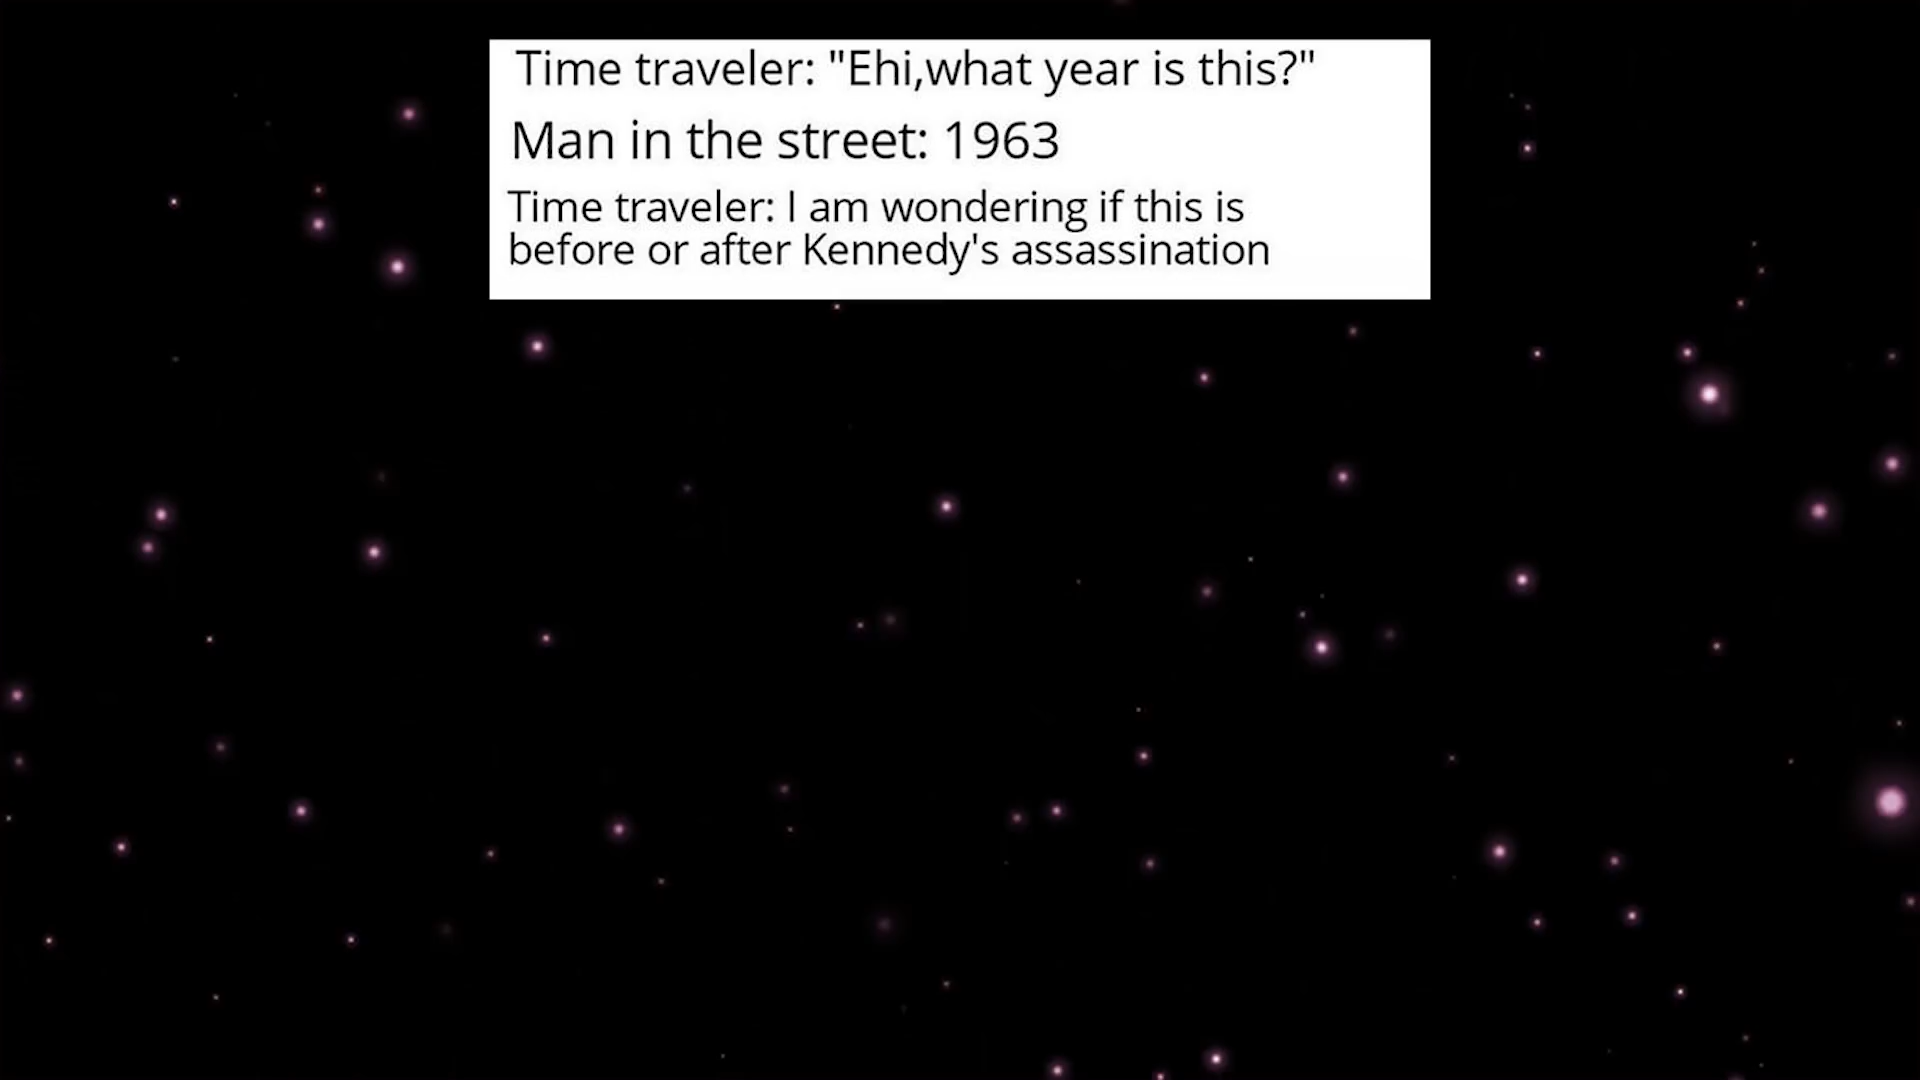 Time traveler: "Ehi,what year is this?"
Man in the street: 1963
Time traveler: I am wondering if this is
before or after Kennedy's assassination